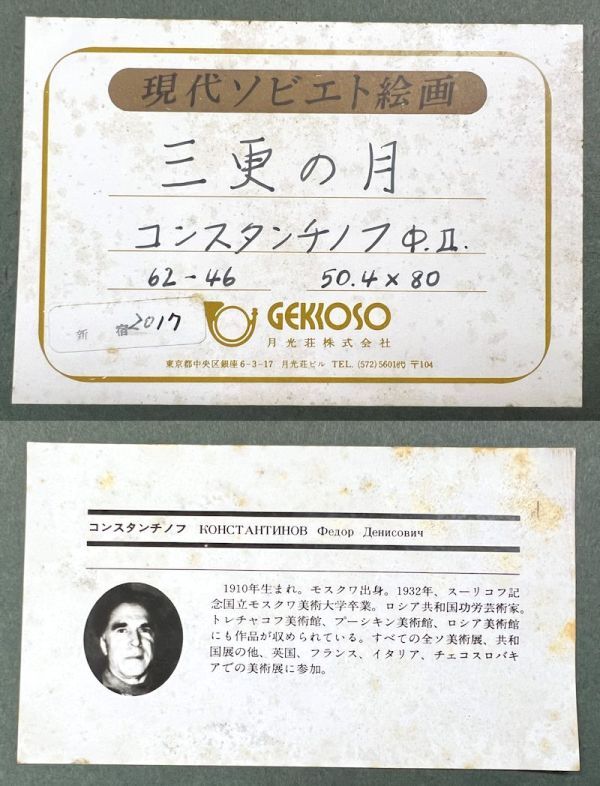 現代ソビエト絵画
三更の月
コンスタンチノフ Ф.Д.
62-46 50.4×80
新宿 2017
GEKKOSO
月光荘株式会社
東京都中央区銀座6-3-17 月光荘ビル TEL. (572) 5601代 〒104
コンスタンチノフ КОНСТАНТИНОВ Федор Денисович
1910年生まれ。モスクワ出身。1932年、スーリコフ記
念国立モスクワ美術大学卒業。ロシア共和国功労芸術家。
トレチャコフ美術館、プーシキン美術館、ロシア美術館
にも作品が収められている。すべての全ソ美術展、共和
国展の他、英国、フランス、イタリア、チェコスロバキ
アでの美術展に参加。